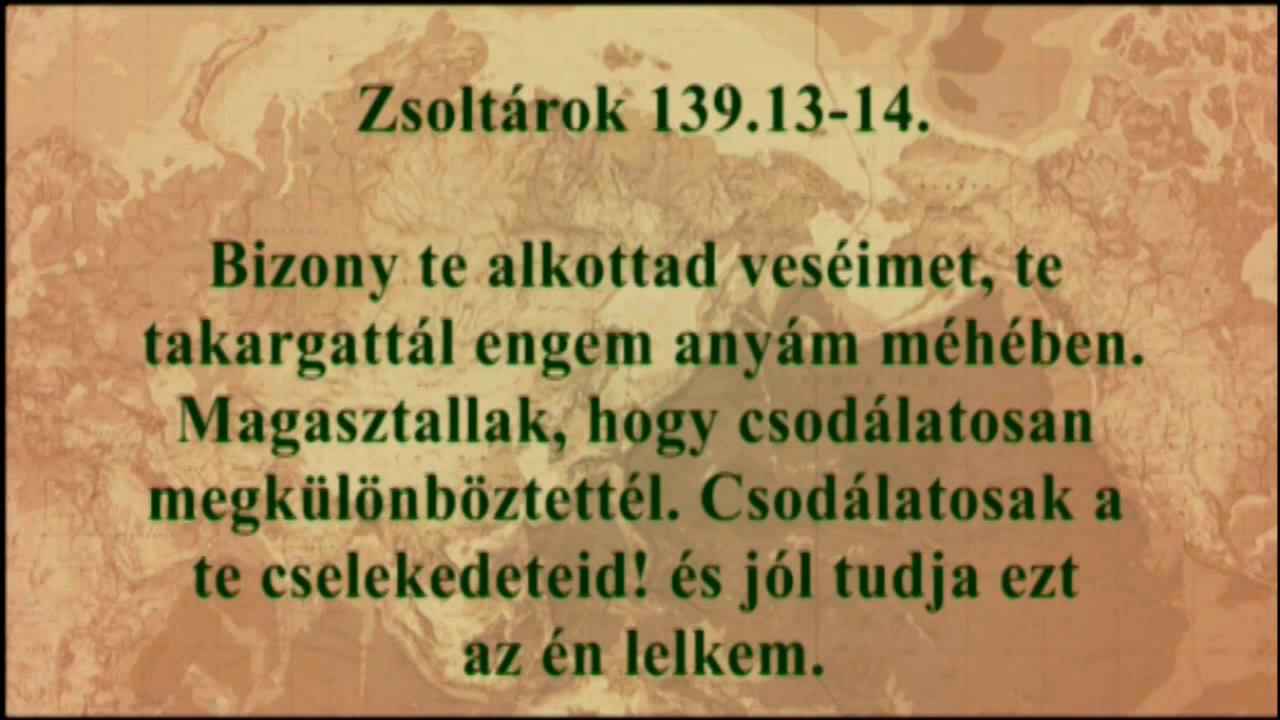 Zsoltárok 139.13-14.
Bizony te alkottad veséimet, te
takargattál engem anyám méhében.
Magasztallak, hogy csodálatosan
megkülönböztettél. Csodálatosak a
te cselekedeteid! és jól tudja ezt
az én lelkem.